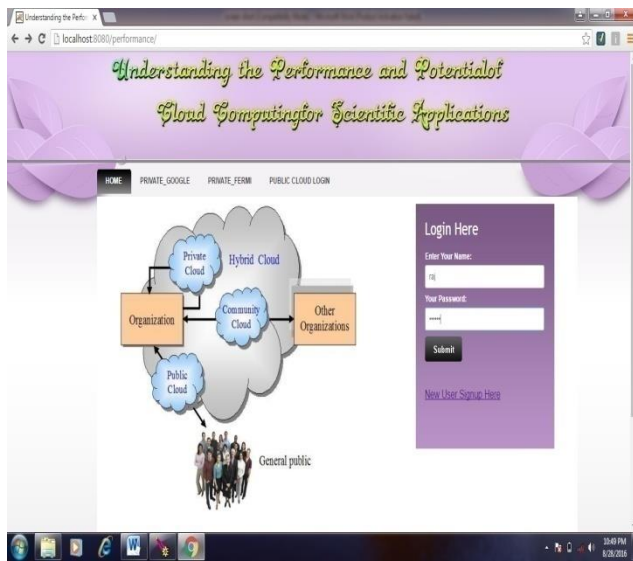 Understanding the Perfor
localhost:8080/performance/
Understanding the Performance and Potentialof
Cloud Computingfor Scientific Applications
HOME PRIVATE_GOOGLE PRIVATE_FERMI PUBLIC CLOUD LOGIN
Private
Cloud
Hybrid Cloud
Organization
Community
Cloud
Other
Organizations
Public
Cloud
General public
Login Here
Enter Your Name:
raj
Your Password:
Submit
New User Signup Here
10:49 PM
8/28/2016